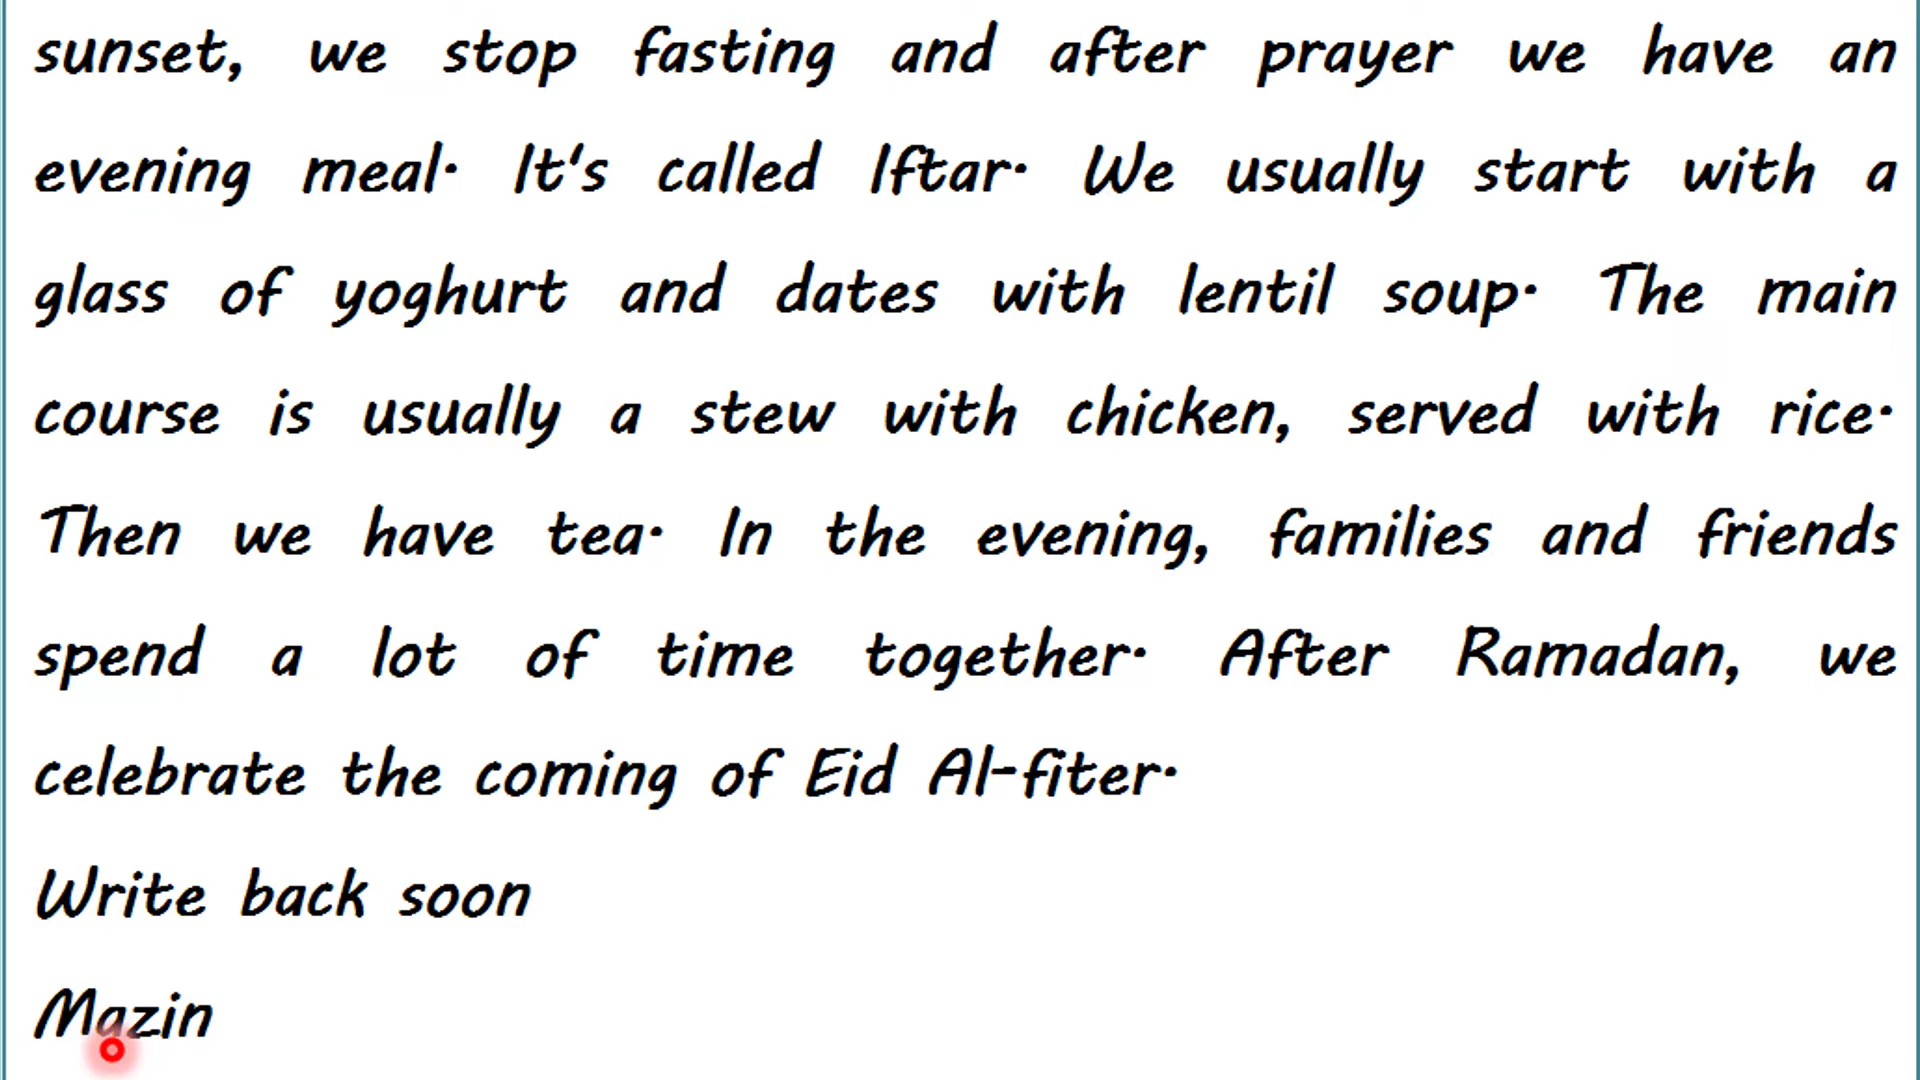 sunset, we stop fasting and after prayer we have an
evening meal. It's called Iftar. We usually start with a
glass of yoghurt and dates with lentil soup. The main
course is usually a stew with chicken, served with rice.
Then we have tea. In the evening, families and friends
spend a lot of time together. After Ramadan, we
celebrate the coming of Eid Al-fiter.
Write back soon
Mazin